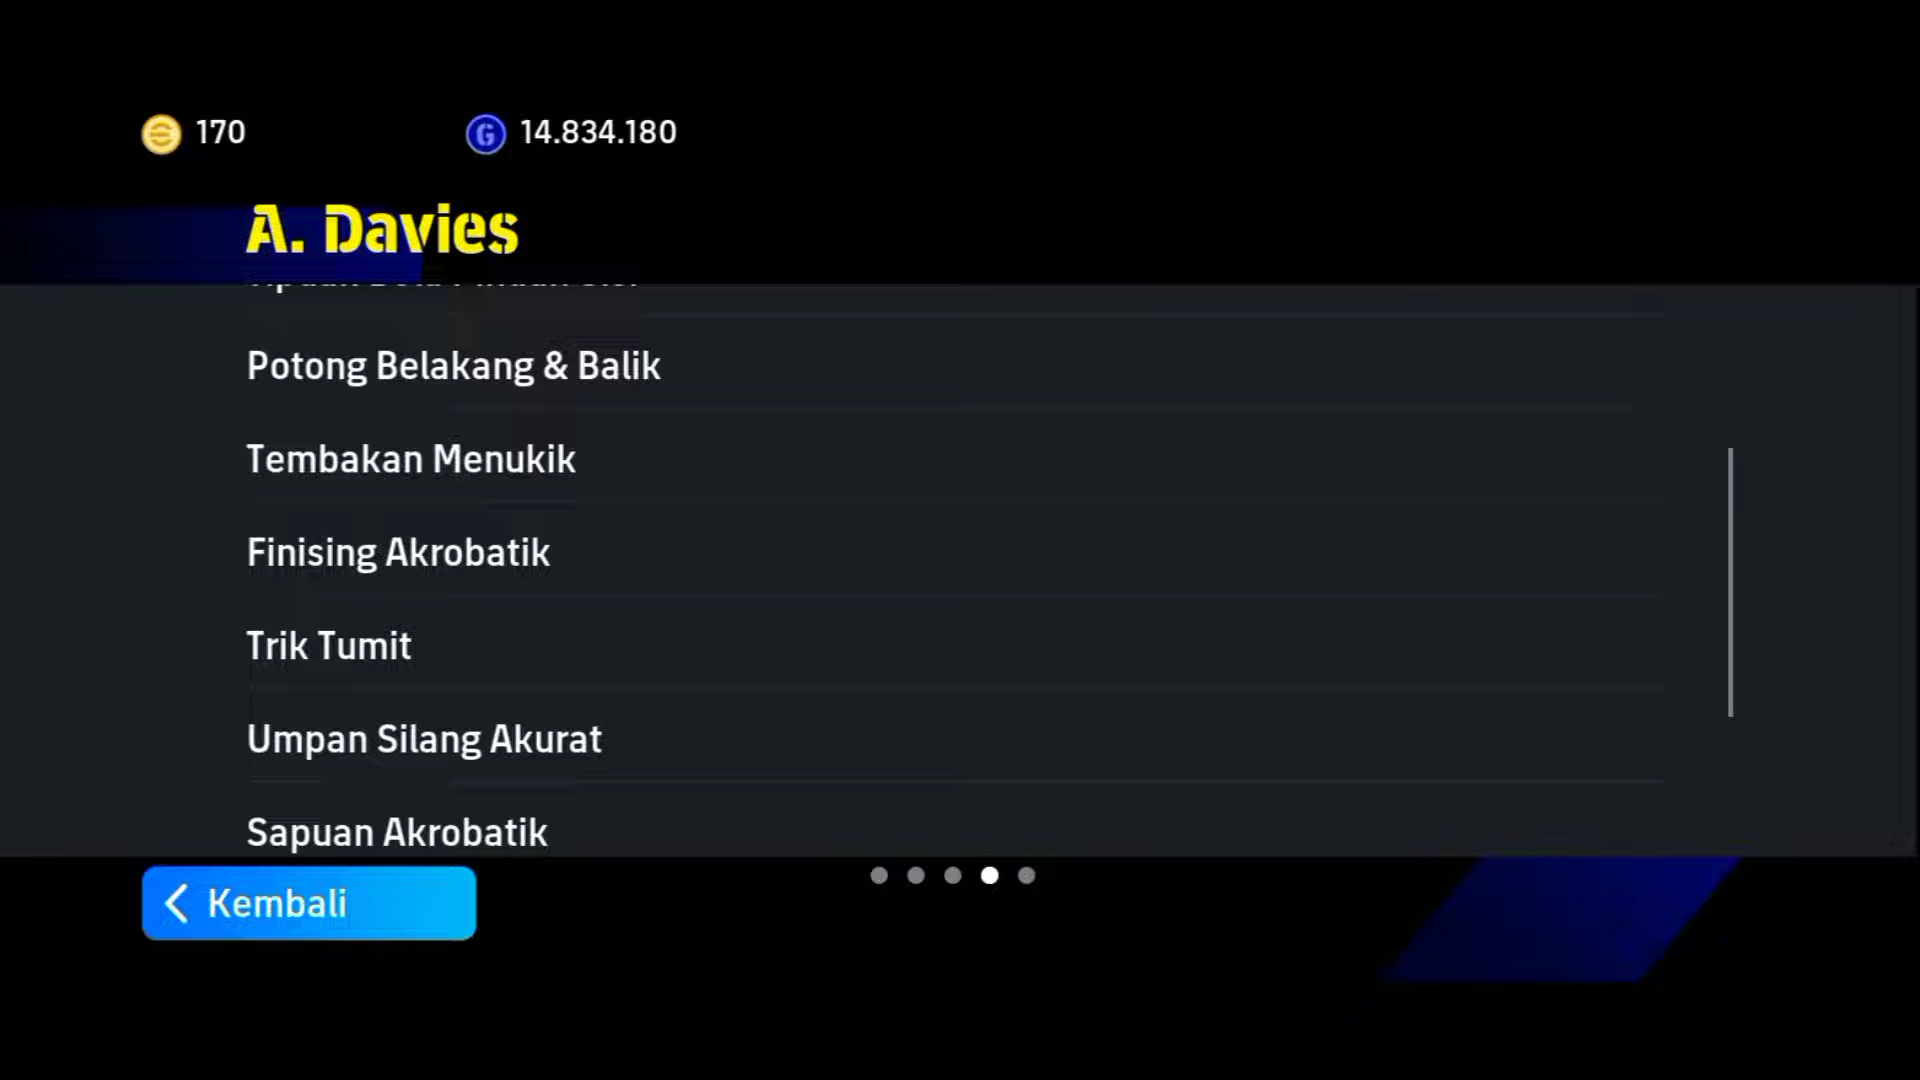 170
14.834.180
A. Davies
Potong Belakang & Balik
Tembakan Menukik
Finising Akrobatik
Trik Tumit
Umpan Silang Akurat
Sapuan Akrobatik
Kembali